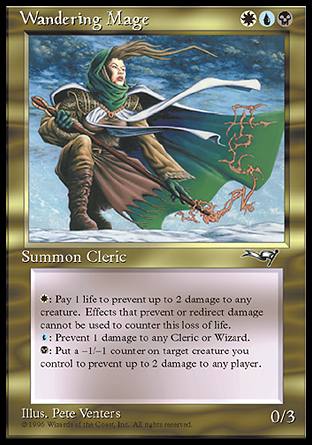 Wandering Mage
Summon Cleric
: Pay 1 life to prevent up to 2 damage to any
creature. Effects that prevent or redirect damage
cannot be used to counter this loss of life.
: Prevent 1 damage to any Cleric or Wizard.
: Put a -1/-1 counter on target creature you
control to prevent up to 2 damage to any player.
Illus. Pete Venters
©1996 Wizards of the Coast, Inc. All rights reserved.
0/3